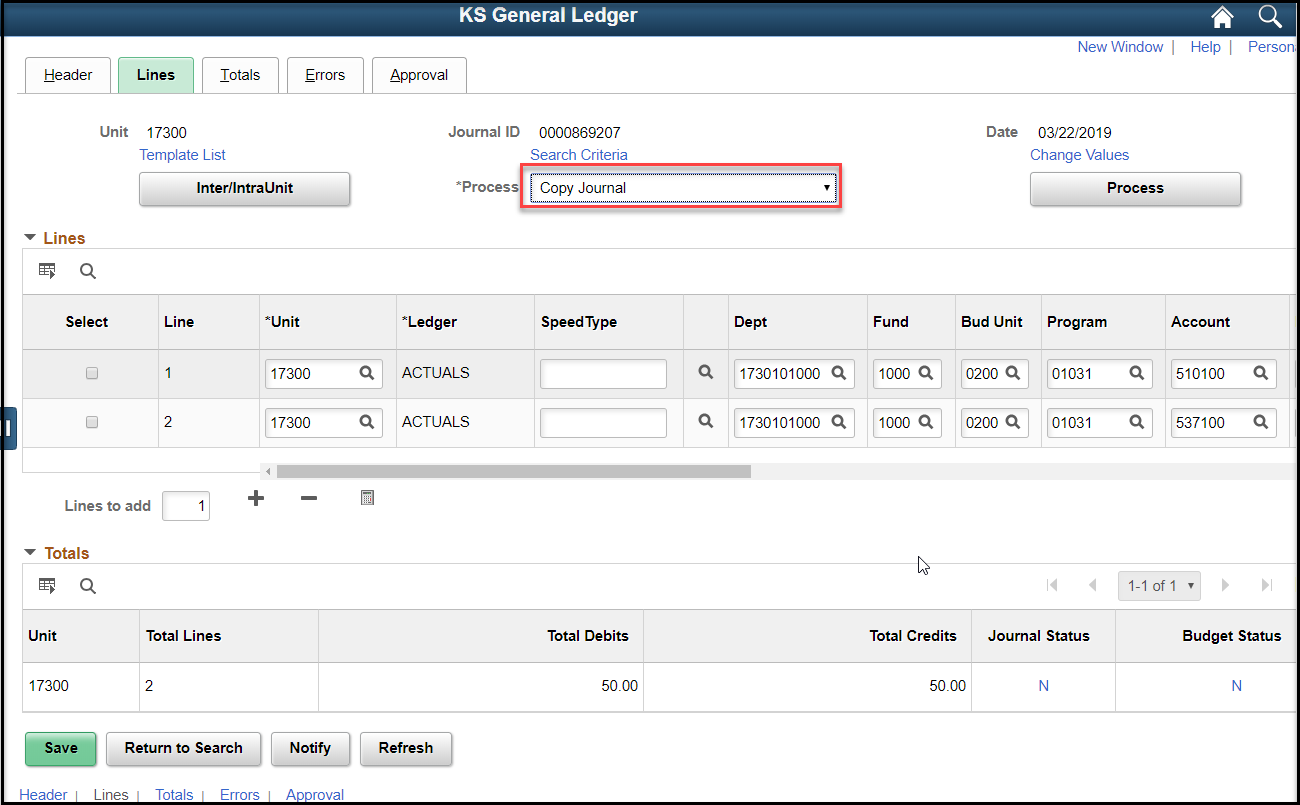 KS General Ledger
New Window | Help | Persona
Header Lines Totals Errors Approval
Unit 17300 Journal ID 0000869207 Date 03/22/2019
Template List Search Criteria Change Values
Inter/IntraUnit *Process Copy Journal Process
Lines
Select Line *Unit *Ledger SpeedType Dept Fund Bud Unit Program Account
1 17300 ACTUALS 1730101000 1000 0200 01031 510100
2 17300 ACTUALS 1730101000 1000 0200 01031 537100
Lines to add 1
Totals
1-1 of 1
Unit Total Lines Total Debits Total Credits Journal Status Budget Status
17300 2 50.00 50.00 N N
Save Return to Search Notify Refresh
Header | Lines | Totals | Errors | Approval